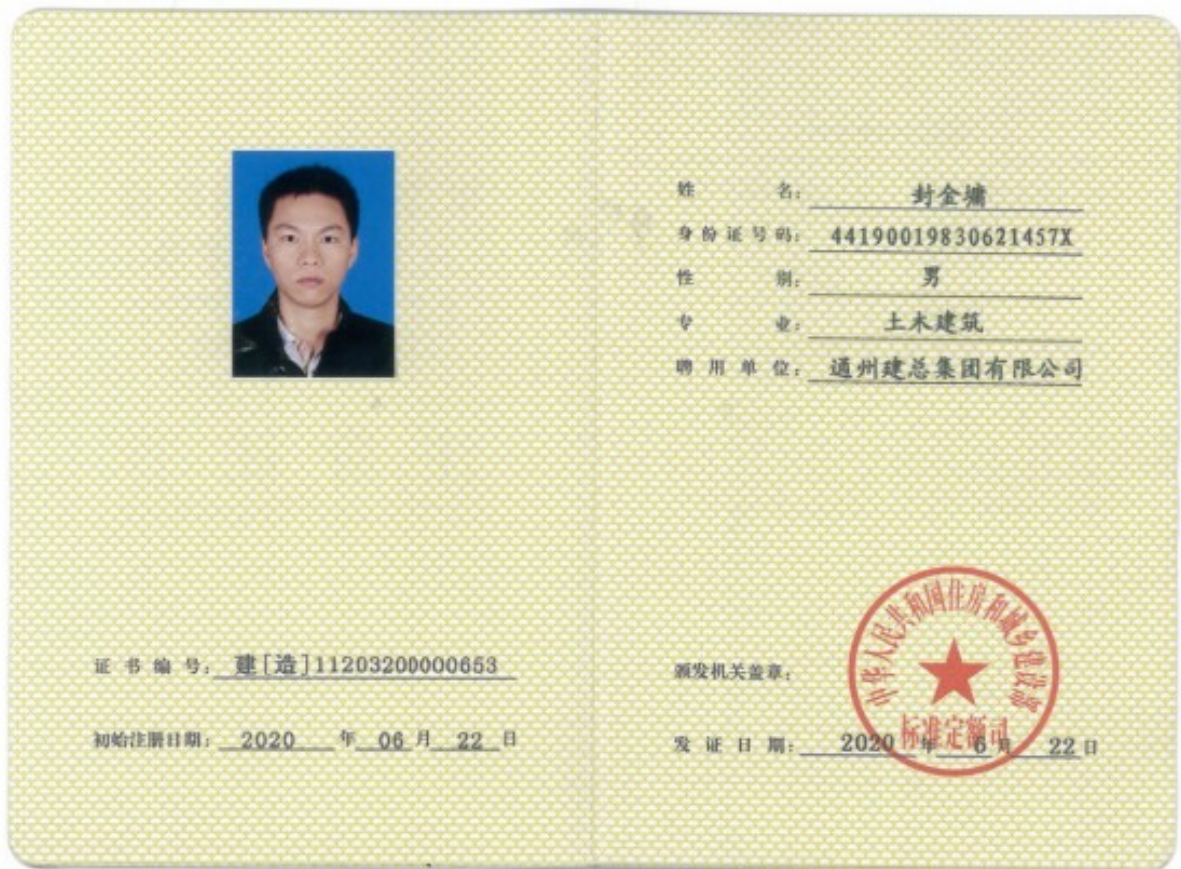 姓名：封金墉
身份证号码：44190019830621457X
性别：男
专业：土木建筑
聘用单位：通州建总集团有限公司
证书编号：建[造]11203200000653
初始注册日期：2020年06月22日
颁发机关盖章：
中华人民共和国住房和城乡建设部
标准定额司
发证日期：2020年6月22日